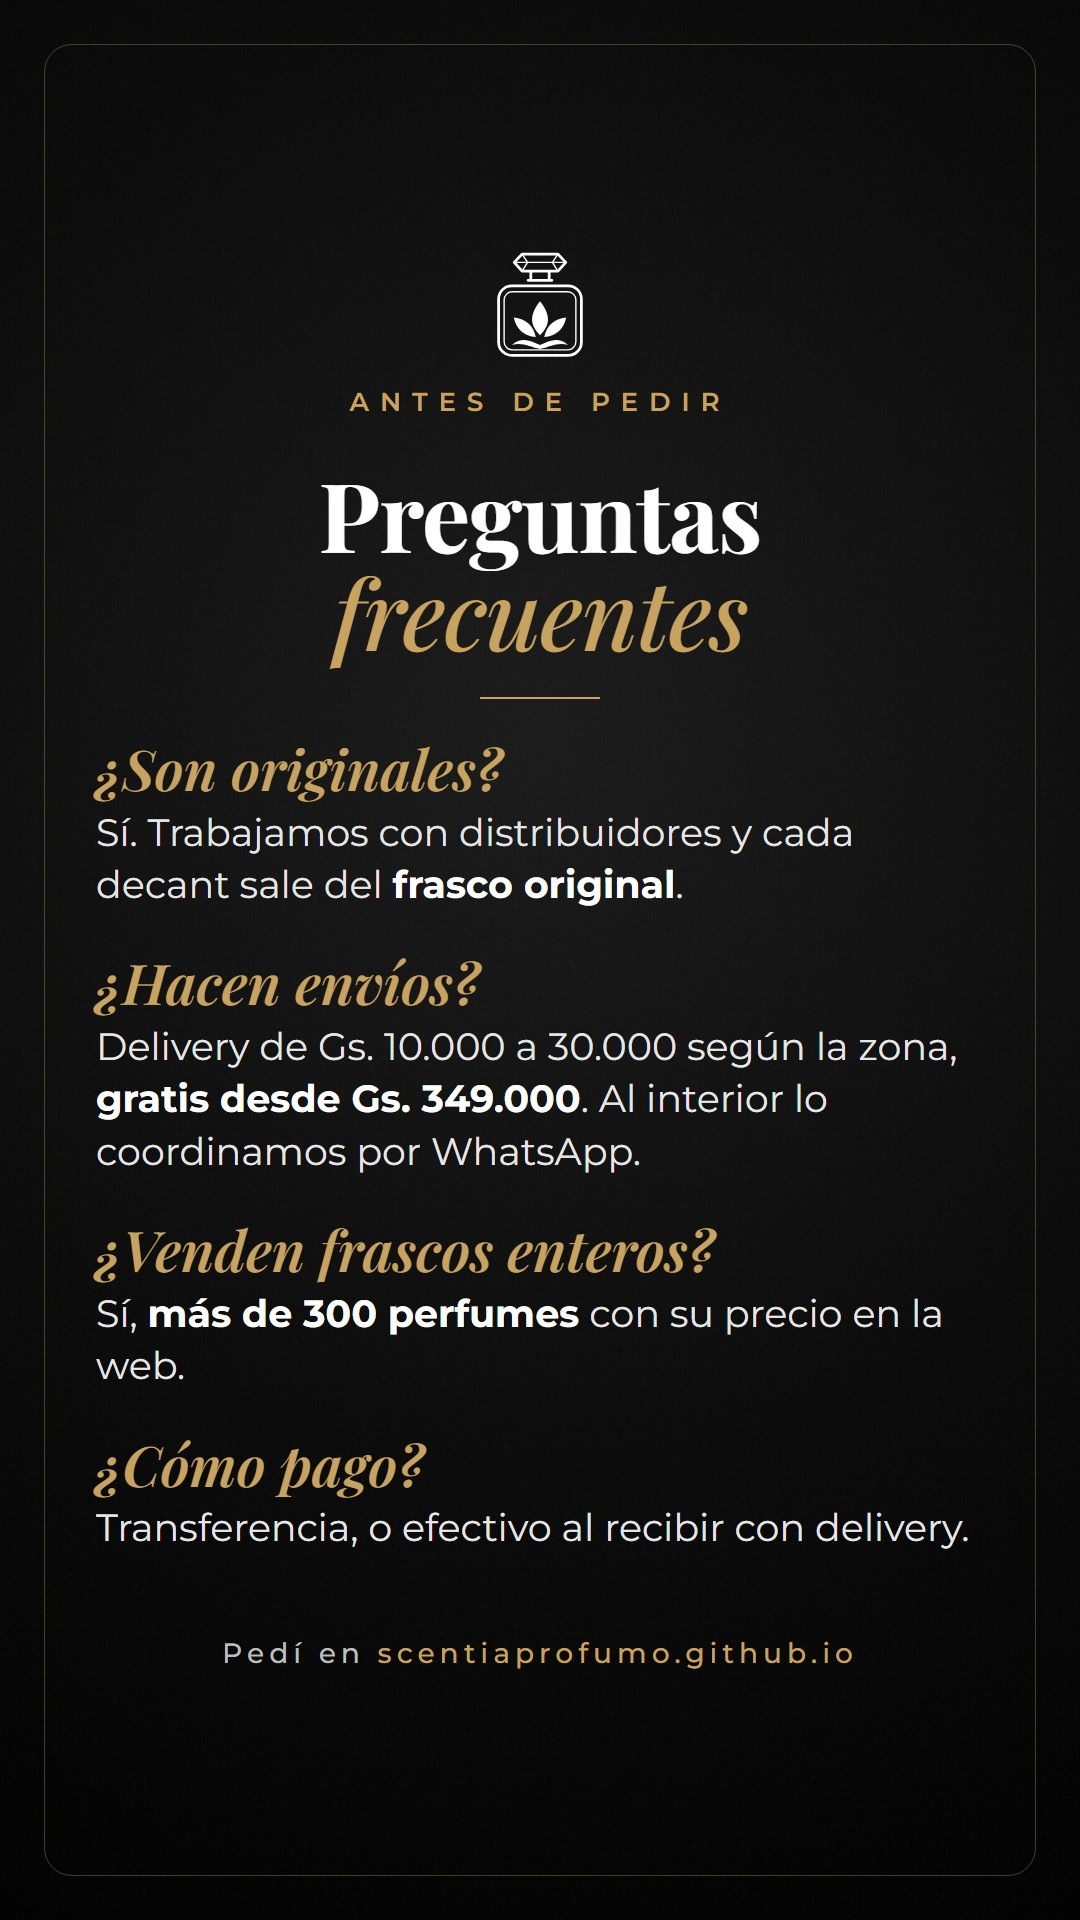 ANTES DE PEDIR
Preguntas
frecuentes
¿Son originales?
Sí. Trabajamos con distribuidores y cada
decant sale del frasco original.
¿Hacen envíos?
Delivery de Gs. 10.000 a 30.000 según la zona,
gratis desde Gs. 349.000. Al interior lo
coordinamos por WhatsApp.
¿Venden frascos enteros?
Sí, más de 300 perfumes con su precio en la
web.
¿Cómo pago?
Transferencia, o efectivo al recibir con delivery.
Pedí en scentiaprofumo.github.io